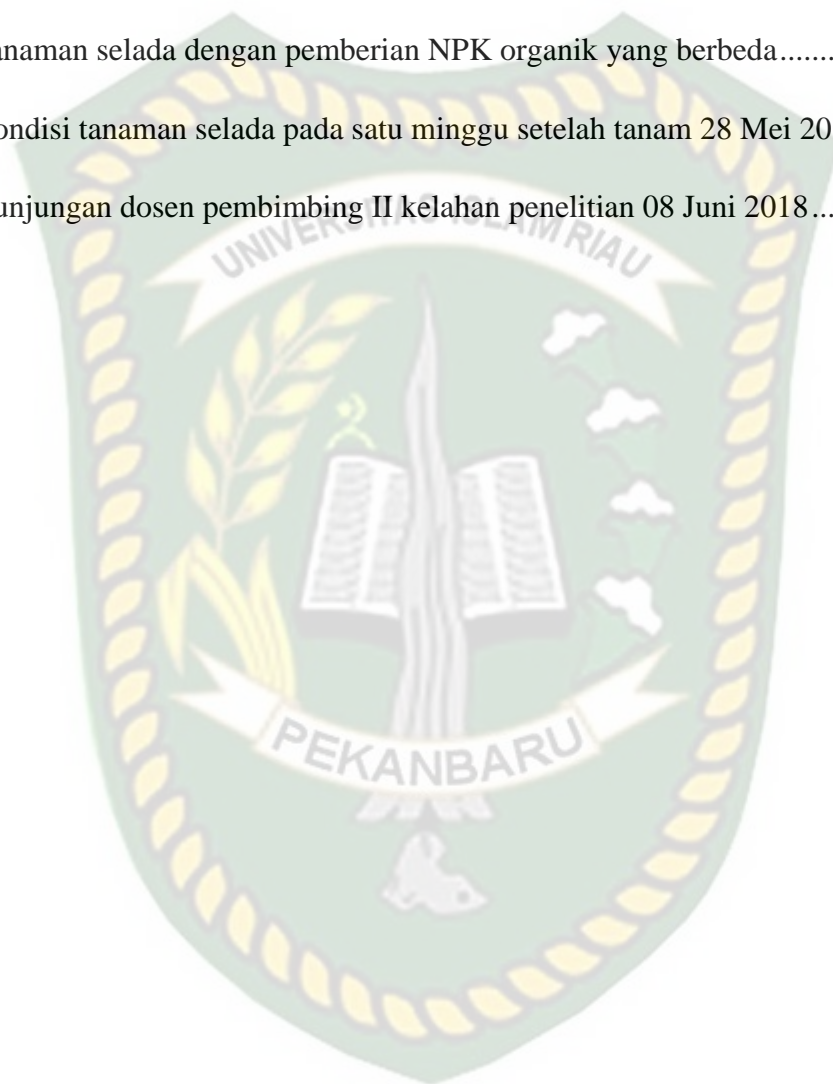 anaman selada dengan pemberian NPK organik yang berbeda.......
ondisi tanaman selada pada satu minggu setelah tanam 28 Mei 20
unjungan dosen pembimbing II kelahan penelitian 08 Juni 2018...
UNIVERSITAS ISLAM RIAU
PEKANBARU